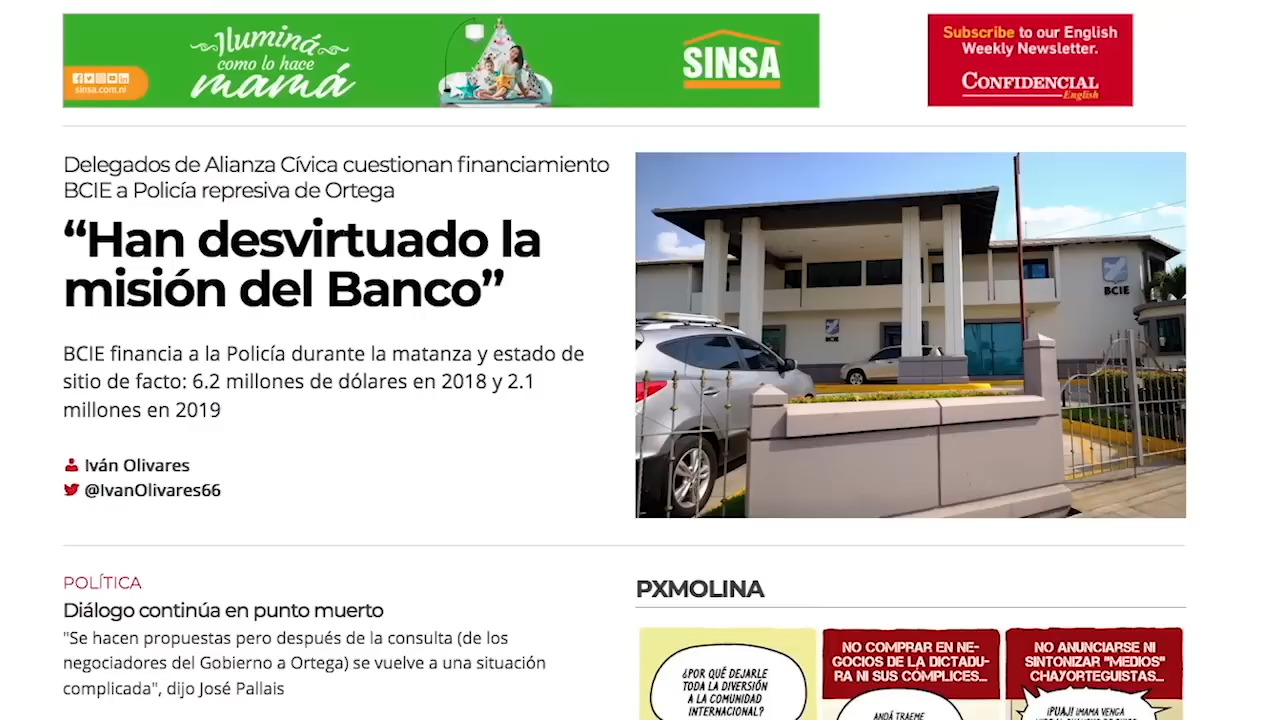 Iluminá
como lo hace
mamá
sinsa.com.ni
SINSA
Subscribe to our English
Weekly Newsletter.
CONFIDENCIAL
English
Delegados de Alianza Cívica cuestionan financiamiento
BCIE a Policía represiva de Ortega
“Han desvirtuado la
misión del Banco”
BCIE financia a la Policía durante la matanza y estado de
sitio de facto: 6.2 millones de dólares en 2018 y 2.1
millones en 2019
Iván Olivares
@IvanOlivares66
BCIE
BCIE
POLÍTICA
Diálogo continúa en punto muerto
"Se hacen propuestas pero después de la consulta (de los
negociadores del Gobierno a Ortega) se vuelve a una situación
complicada", dijo José Pallais
PXMOLINA
¿POR QUÉ DEJARLE
TODA LA DIVERSIÓN
A LA COMUNIDAD
INTERNACIONAL?
NO COMPRAR EN NE-
GOCIOS DE LA DICTADU-
RA NI SUS CÓMPLICES...
ANDÁ TRAEME
NO ANUNCIARSE NI
SINTONIZAR "MEDIOS"
CHAYORTEGUISTAS...
¡PUAJ! ¡MAMA VENGA